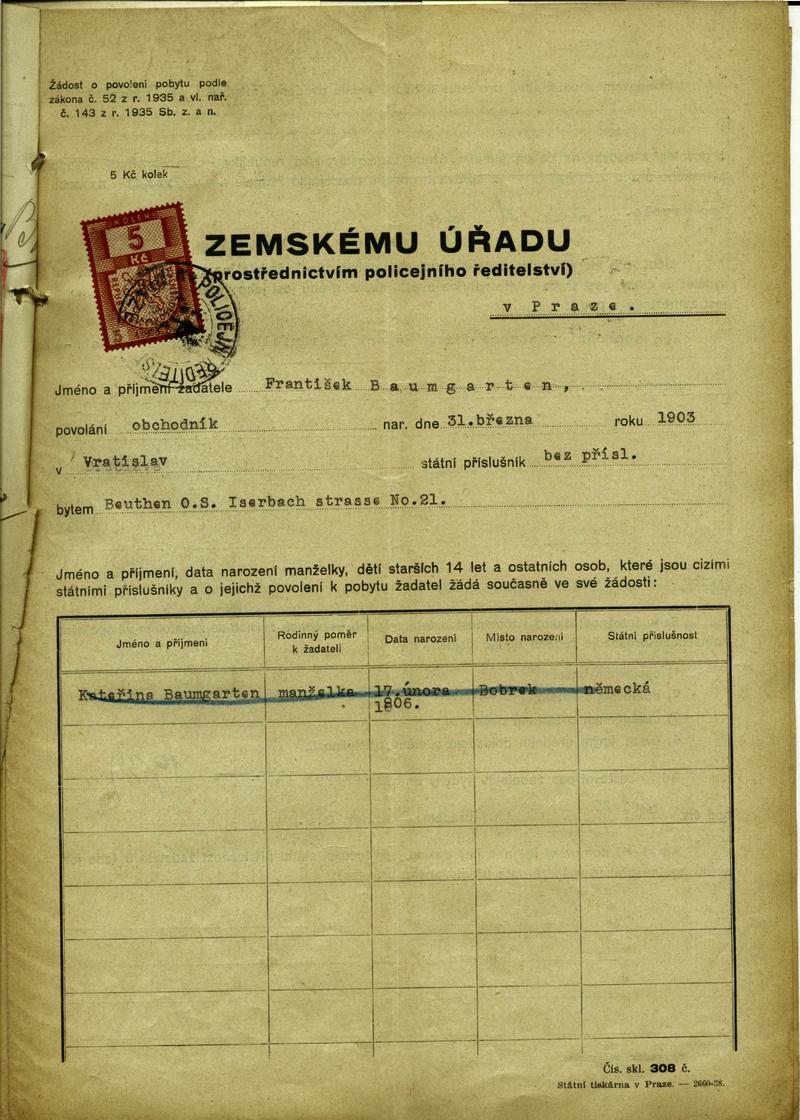 Žádost o povolení pobytu podle
zákona č. 52 z r. 1935 a vl. nař.
č. 143 z r. 1935 Sb. z. a n.
5 Kč kolek
KOLEK
5
Kč
ZEMSKÉMU ÚŘADU
(prostřednictvím policejního ředitelství)
v Praze.
POLICEJNÍ ŘEDITELS
Jméno a příjmení žadatele František Baumgarten,
povolání obchodník nar. dne 31.března roku 1903
v Vratislav státní příslušník bez přísl.
bytem Beuthen O.S. Iserbach strasse No.21.
Jméno a příjmení, data narození manželky, dětí starších 14 let a ostatních osob, které jsou cizími
státními příslušníky a o jejichž povolení k pobytu žadatel žádá současně ve své žádosti:
Jméno a příjmení Rodinný poměr k žadateli Data narození Místo narození Státní příslušnost
Kateřina Baumgarten manželka 17.února Bobrek německá
1906.
Čís. skl. 308 č.
Státní tiskárna v Praze. — 2660-38.